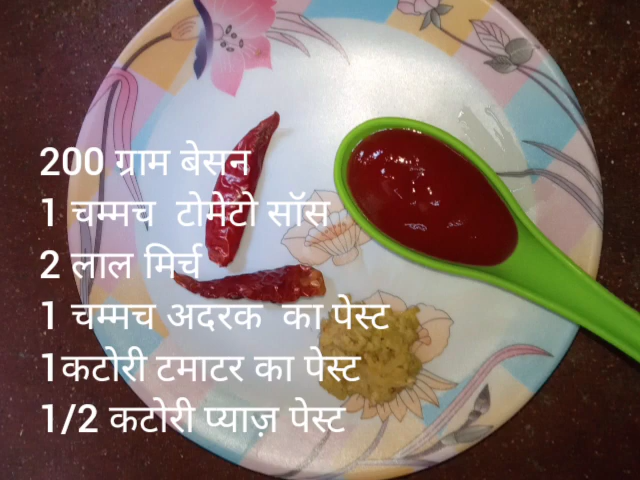 200 ग्राम बेसन
1 चम्मच टोमेटो सॉस
2 लाल मिर्च
1 चम्मच अदरक का पेस्ट
1कटोरी टमाटर का पेस्ट
1/2 कटोरी प्याज़ पेस्ट